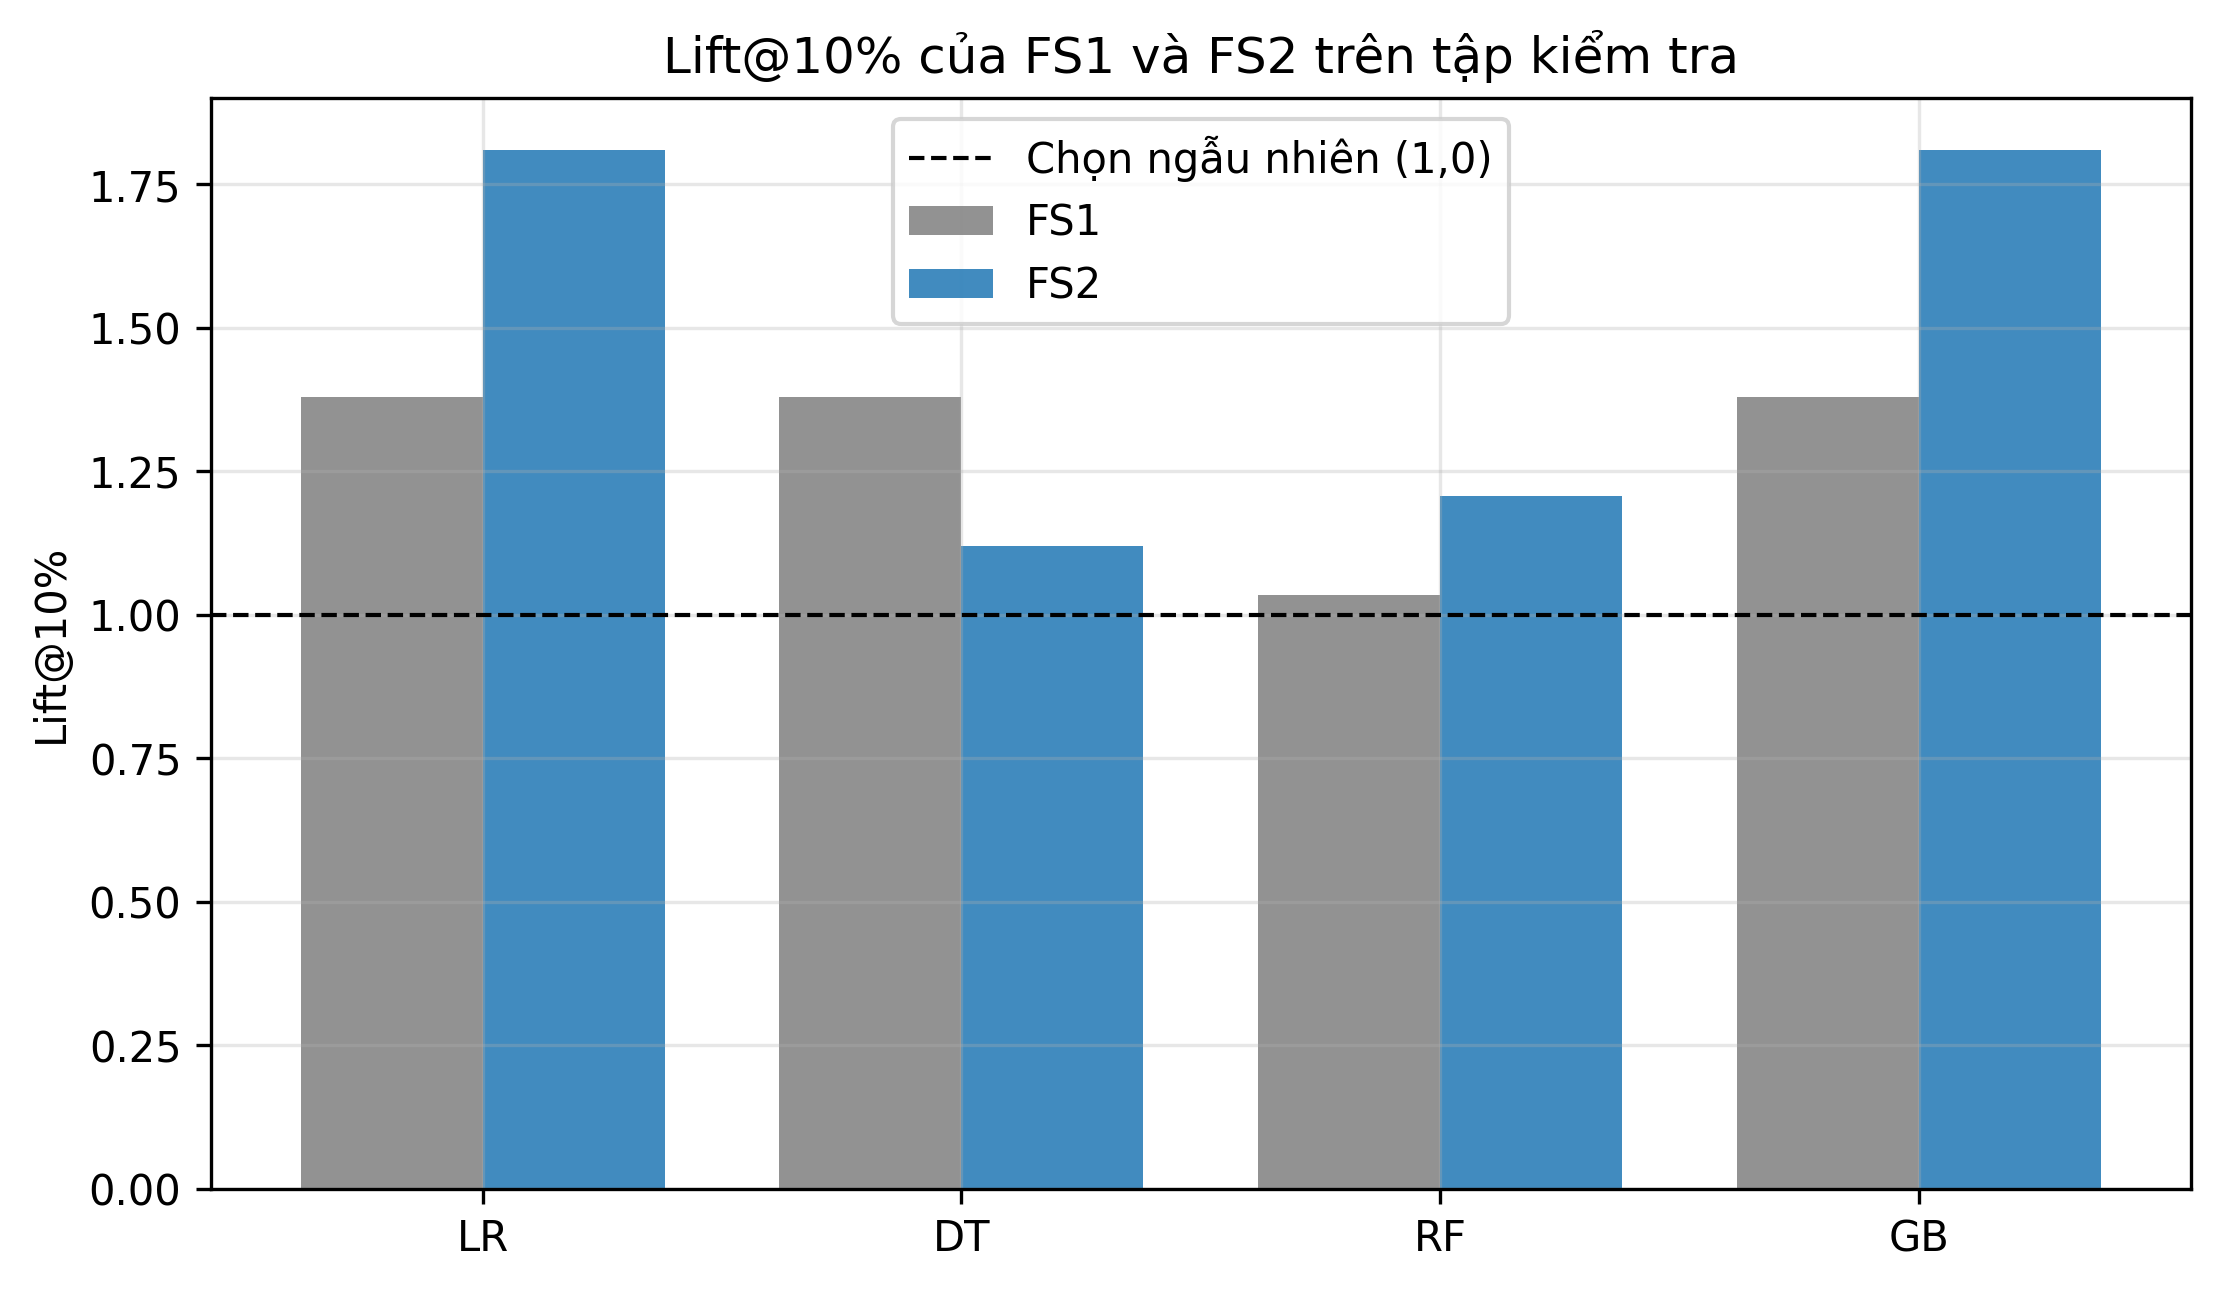 Lift@10% của FS1 và FS2 trên tập kiểm tra
Chọn ngẫu nhiên (1,0)
FS1
FS2
Lift@10%
1.75
1.50
1.25
1.00
0.75
0.50
0.25
0.00
LR
DT
RF
GB